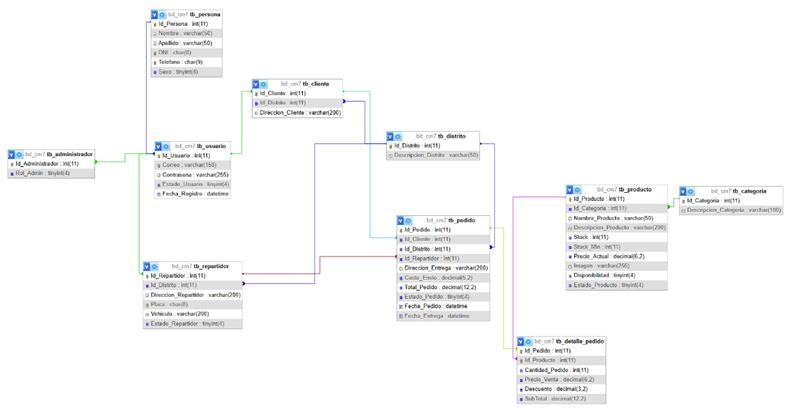 bd_cm7 tb_persona
Id_Persona : int(11)
Nombre : varchar(50)
Apellido : varchar(50)
DNI : char(8)
Telefono : char(9)
Sexo : tinyint(4)
bd_cm7 tb_cliente
Id_Cliente : int(11)
Id_Distrito : int(11)
Direccion_Cliente : varchar(200)
bd_cm7 tb_distrito
Id_Distrito : int(11)
Descripcion_Distrito : varchar(50)
bd_cm7 tb_administrador
Id_Administrador : int(11)
Rol_Admin : tinyint(4)
bd_cm7 tb_usuario
Id_Usuario : int(11)
Correo : varchar(150)
Contrasena : varchar(255)
Estado_Usuario : tinyint(4)
Fecha_Registro : datetime
bd_cm7 tb_producto
Id_Producto : int(11)
Id_Categoria : int(11)
Nombre_Producto : varchar(50)
Descripcion_Producto : varchar(200)
Stock : int(11)
Stock_Min : int(11)
Precio_Actual : decimal(6,2)
Imagen : varchar(255)
Disponibilidad : tinyint(4)
Estado_Producto : tinyint(4)
bd_cm7 tb_categoria
Id_Categoria : int(11)
Descripcion_Categoria : varchar(100)
bd_cm7 tb_pedido
Id_Pedido : int(11)
Id_Cliente : int(11)
Id_Distrito : int(11)
Id_Repartidor : int(11)
Direccion_Entrega : varchar(200)
Costo_Envio : decimal(5,2)
Total_Pedido : decimal(12,2)
Estado_Pedido : tinyint(4)
Fecha_Pedido : datetime
Fecha_Entrega : datetime
bd_cm7 tb_repartidor
Id_Repartidor : int(11)
Id_Distrito : int(11)
Direccion_Repartidor : varchar(200)
Placa : char(8)
Vehiculo : varchar(200)
Estado_Repartidor : tinyint(4)
bd_cm7 tb_detalle_pedido
Id_Pedido : int(11)
Id_Producto : int(11)
Cantidad_Pedido : int(11)
Precio_Venta : decimal(6,2)
Descuento : decimal(3,2)
SubTotal : decimal(12,2)